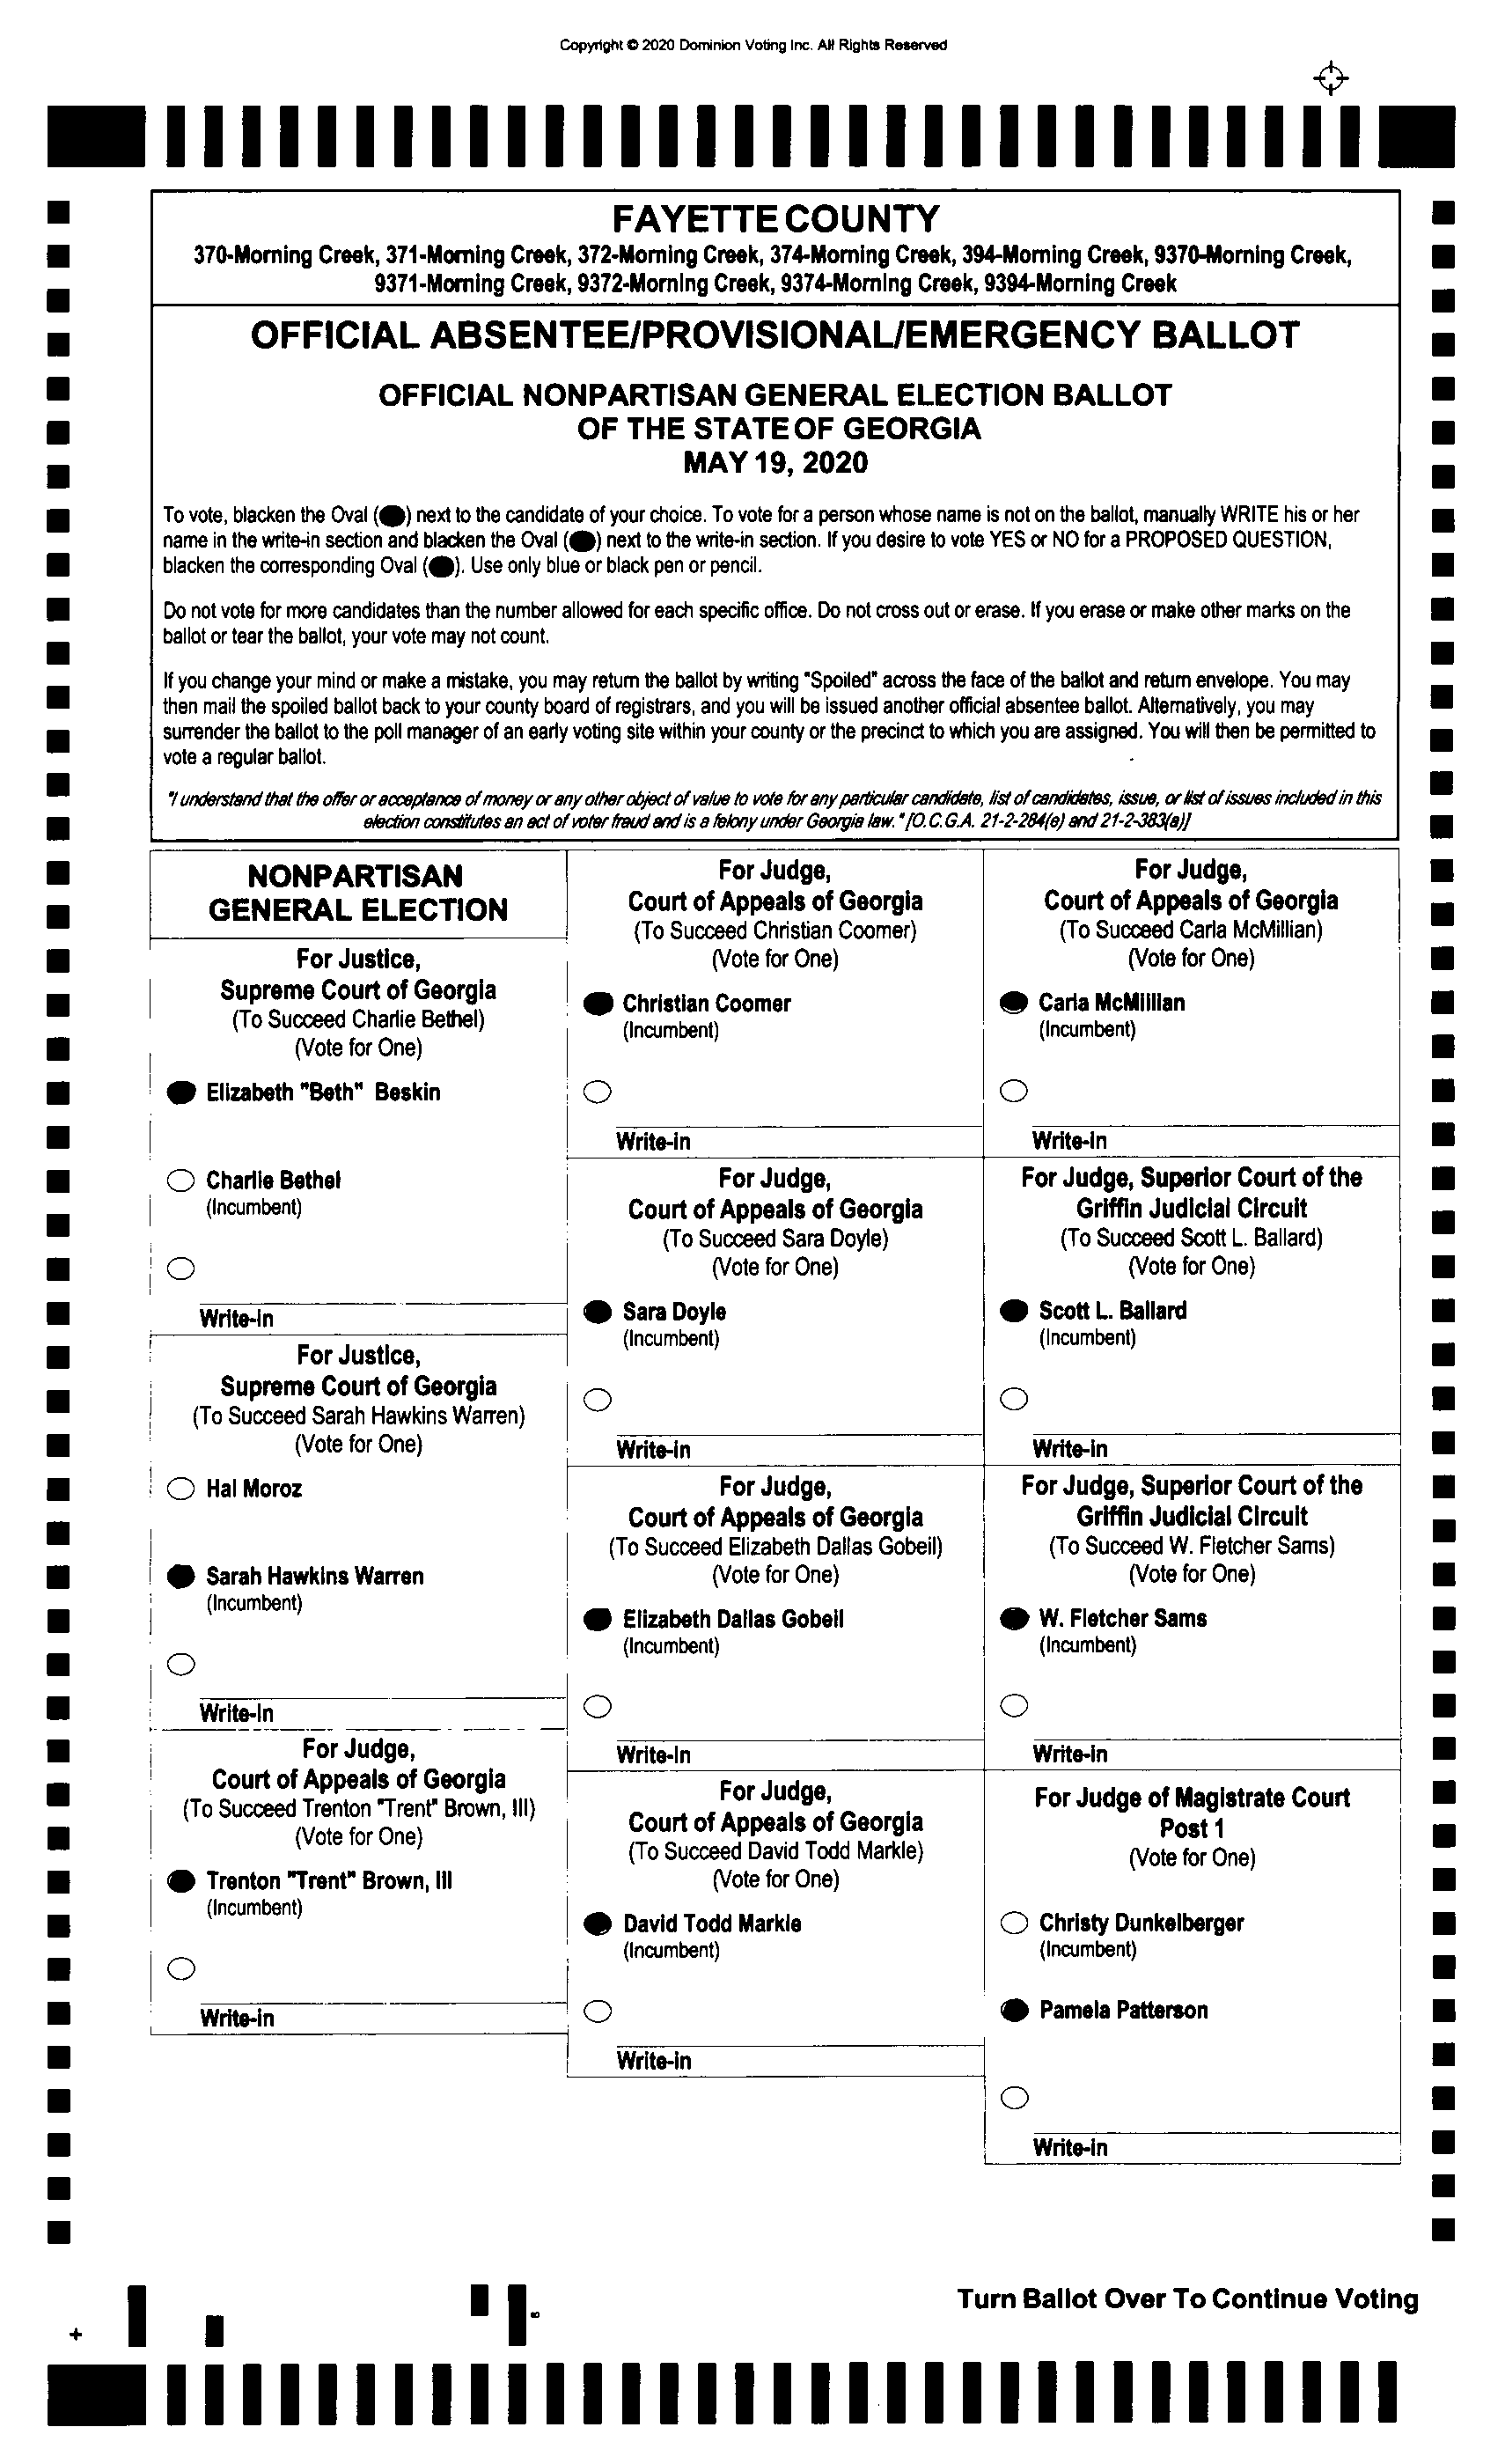 Copyright © 2020 Dominion Voting Inc. All Rights Reserved
FAYETTE COUNTY
370-Morning Creek, 371-Morning Creek, 372-Morning Creek, 374-Morning Creek, 394-Morning Creek, 9370-Morning Creek,
9371-Morning Creek, 9372-Morning Creek, 9374-Morning Creek, 9394-Morning Creek
OFFICIAL ABSENTEE/PROVISIONAL/EMERGENCY BALLOT
OFFICIAL NONPARTISAN GENERAL ELECTION BALLOT
OF THE STATE OF GEORGIA
MAY 19, 2020
To vote, blacken the Oval (⬬) next to the candidate of your choice. To vote for a person whose name is not on the ballot, manually WRITE his or her
name in the write-in section and blacken the Oval (⬬) next to the write-in section. If you desire to vote YES or NO for a PROPOSED QUESTION,
blacken the corresponding Oval (⬬). Use only blue or black pen or pencil.
Do not vote for more candidates than the number allowed for each specific office. Do not cross out or erase. If you erase or make other marks on the
ballot or tear the ballot, your vote may not count.
If you change your mind or make a mistake, you may return the ballot by writing "Spoiled" across the face of the ballot and return envelope. You may
then mail the spoiled ballot back to your county board of registrars, and you will be issued another official absentee ballot. Alternatively, you may
surrender the ballot to the poll manager of an early voting site within your county or the precinct to which you are assigned. You will then be permitted to
vote a regular ballot.
"I understand that the offer or acceptance of money or any other object of value to vote for any particular candidate, list of candidates, issue, or list of issues included in this
election constitutes an act of voter fraud and is a felony under Georgia law." [O.C.G.A. 21-2-284(e) and 21-2-383(a)]
NONPARTISAN
GENERAL ELECTION
For Justice,
Supreme Court of Georgia
(To Succeed Charlie Bethel)
(Vote for One)
Elizabeth "Beth" Beskin
Charlie Bethel
(Incumbent)
Write-in
For Justice,
Supreme Court of Georgia
(To Succeed Sarah Hawkins Warren)
(Vote for One)
Hal Moroz
Sarah Hawkins Warren
(Incumbent)
Write-in
For Judge,
Court of Appeals of Georgia
(To Succeed Trenton "Trent" Brown, III)
(Vote for One)
Trenton "Trent" Brown, III
(Incumbent)
Write-in
For Judge,
Court of Appeals of Georgia
(To Succeed Christian Coomer)
(Vote for One)
Christian Coomer
(Incumbent)
Write-in
For Judge,
Court of Appeals of Georgia
(To Succeed Sara Doyle)
(Vote for One)
Sara Doyle
(Incumbent)
Write-in
For Judge,
Court of Appeals of Georgia
(To Succeed Elizabeth Dallas Gobeil)
(Vote for One)
Elizabeth Dallas Gobeil
(Incumbent)
Write-in
For Judge,
Court of Appeals of Georgia
(To Succeed David Todd Markle)
(Vote for One)
David Todd Markle
(Incumbent)
Write-in
For Judge,
Court of Appeals of Georgia
(To Succeed Carla McMillian)
(Vote for One)
Carla McMillian
(Incumbent)
Write-in
For Judge, Superior Court of the
Griffin Judicial Circuit
(To Succeed Scott L. Ballard)
(Vote for One)
Scott L. Ballard
(Incumbent)
Write-in
For Judge, Superior Court of the
Griffin Judicial Circuit
(To Succeed W. Fletcher Sams)
(Vote for One)
W. Fletcher Sams
(Incumbent)
Write-in
For Judge of Magistrate Court
Post 1
(Vote for One)
Christy Dunkelberger
(Incumbent)
Pamela Patterson
Write-in
Turn Ballot Over To Continue Voting